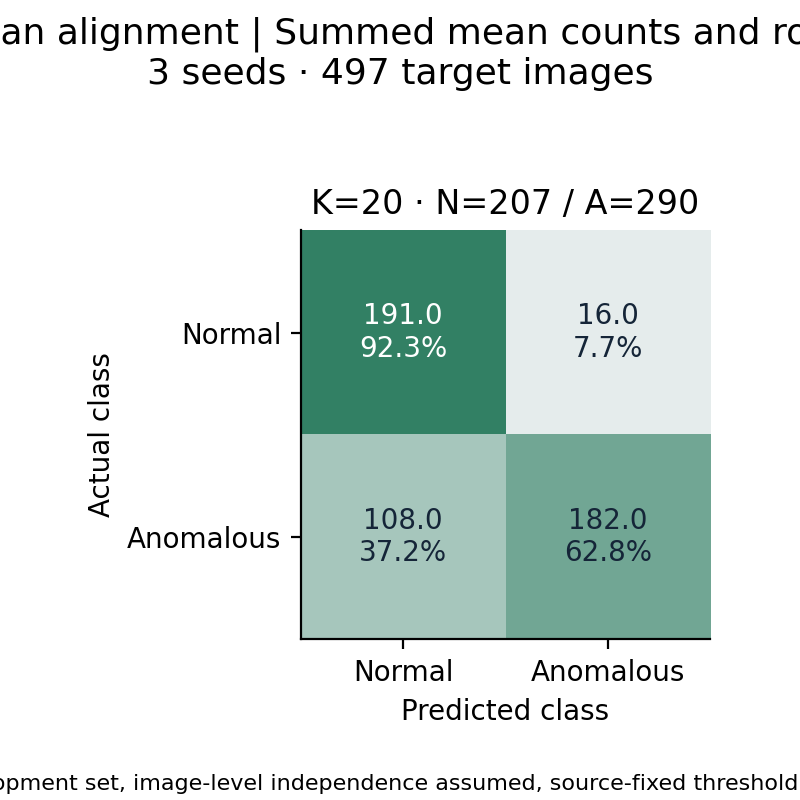 an alignment | Summed mean counts and ro
3 seeds · 497 target images
K=20 · N=207 / A=290
Actual class
Normal
191.0
92.3%
16.0
7.7%
Anomalous
108.0
37.2%
182.0
62.8%
Normal
Anomalous
Predicted class
opment set, image-level independence assumed, source-fixed threshold